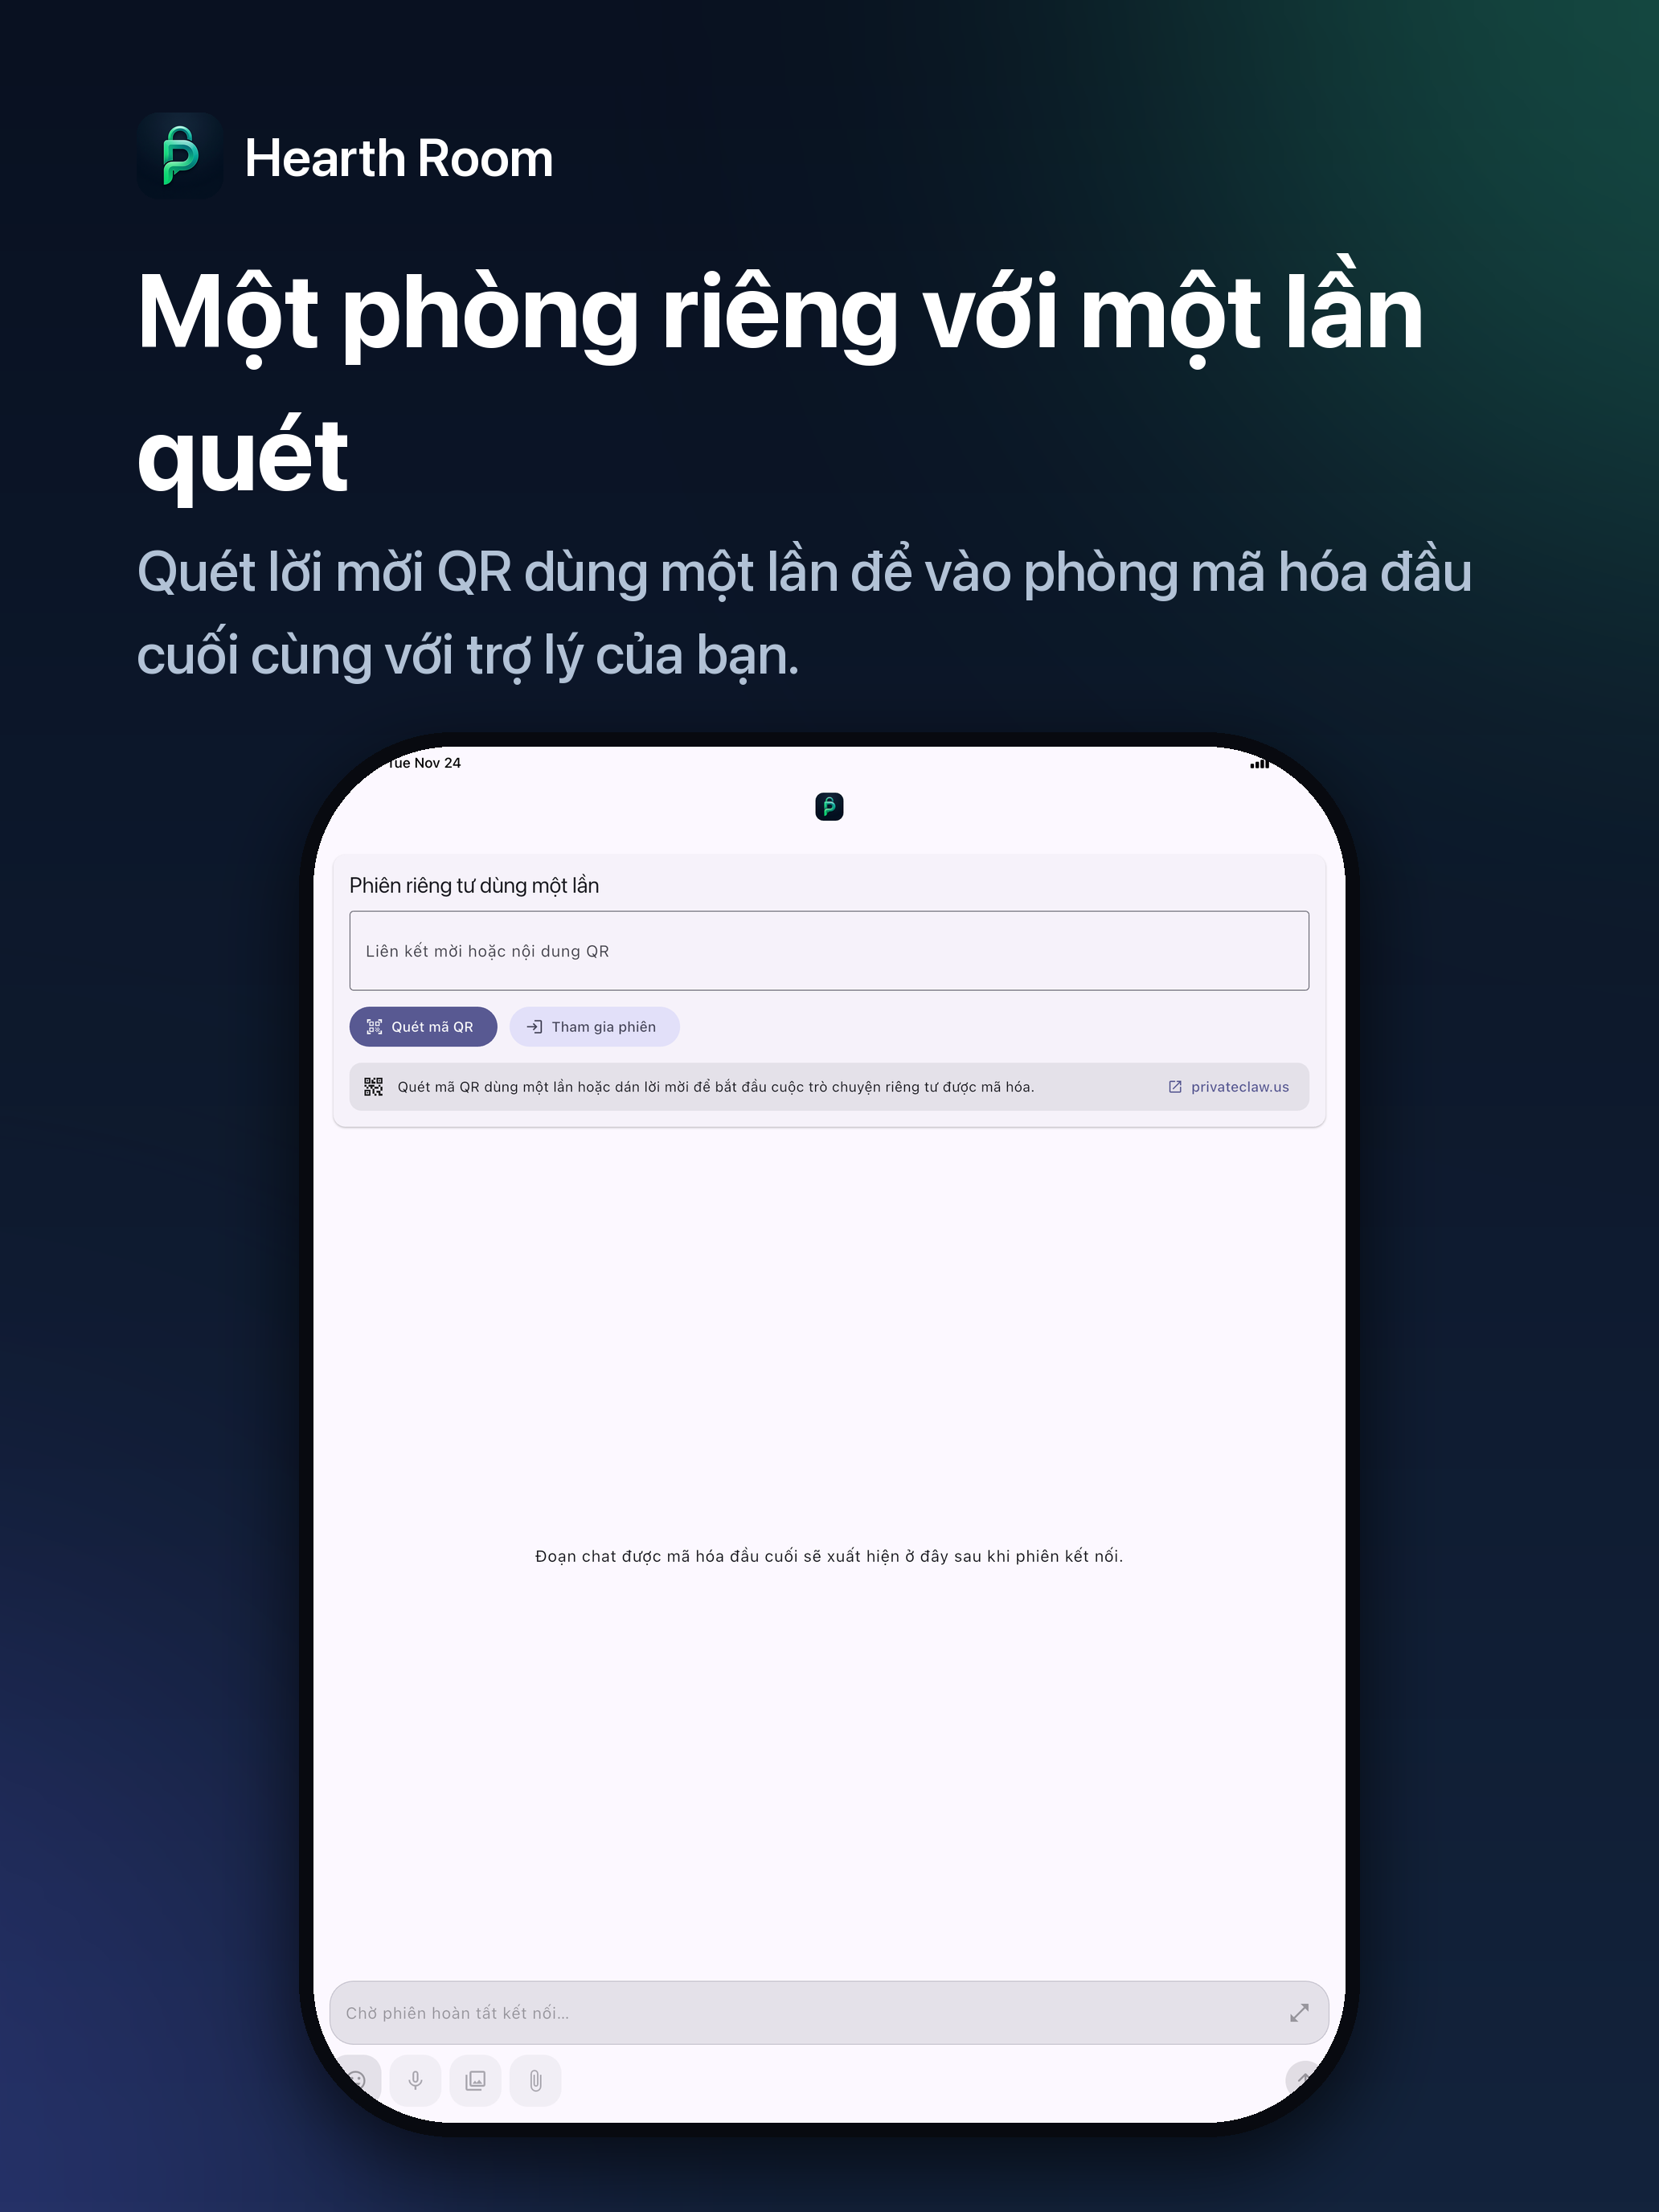 Hearth Room
Một phòng riêng với một lần
quét
Quét lời mời QR dùng một lần để vào phòng mã hóa đầu
cuối cùng với trợ lý của bạn.
Tue Nov 24
Phiên riêng tư dùng một lần
Liên kết mời hoặc nội dung QR
Quét mã QR
Tham gia phiên
Quét mã QR dùng một lần hoặc dán lời mời để bắt đầu cuộc trò chuyện riêng tư được mã hóa.
privateclaw.us
Đoạn chat được mã hóa đầu cuối sẽ xuất hiện ở đây sau khi phiên kết nối.
Chờ phiên hoàn tất kết nối...